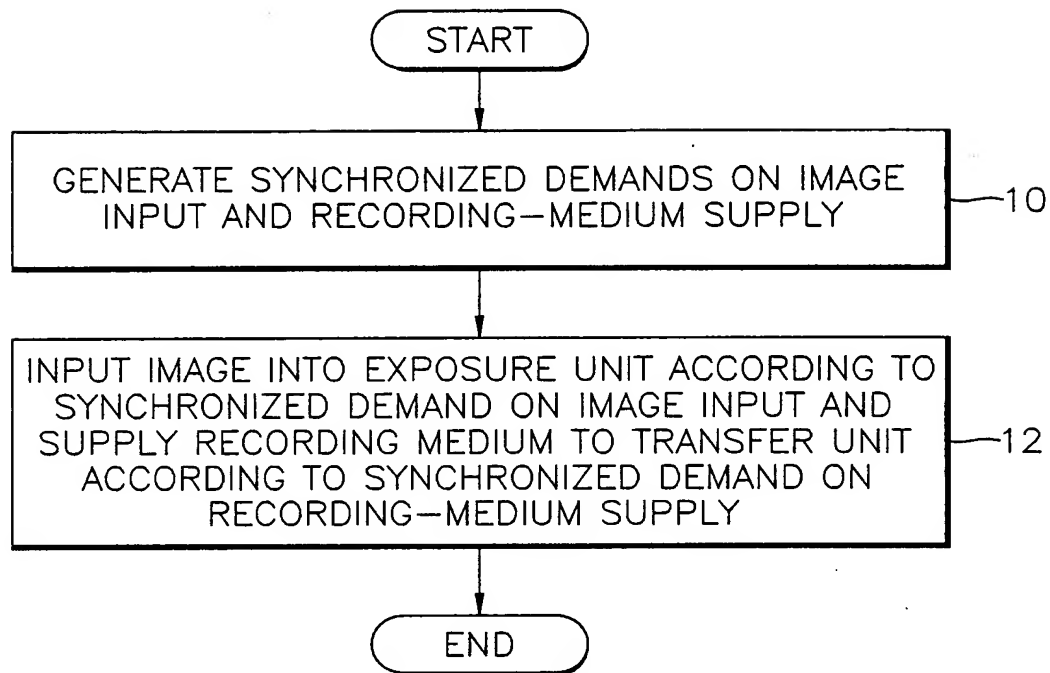 START
GENERATE SYNCHRONIZED DEMANDS ON IMAGE
INPUT AND RECORDING–MEDIUM SUPPLY
10
INPUT IMAGE INTO EXPOSURE UNIT ACCORDING TO
SYNCHRONIZED DEMAND ON IMAGE INPUT AND
SUPPLY RECORDING MEDIUM TO TRANSFER UNIT
ACCORDING TO SYNCHRONIZED DEMAND ON
RECORDING–MEDIUM SUPPLY
12
END